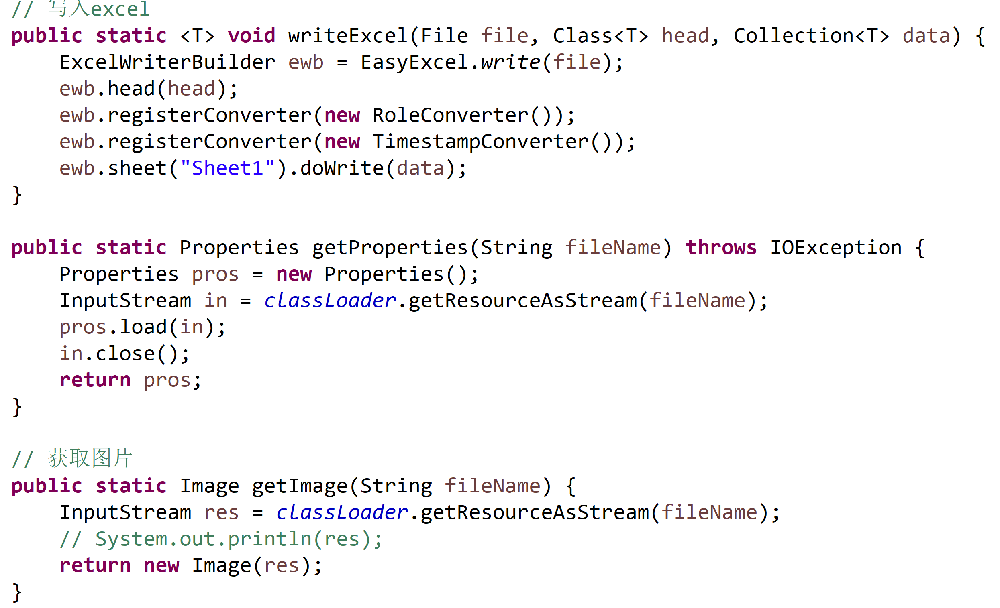 // 写入excel
public static <T> void writeExcel(File file, Class<T> head, Collection<T> data) {
    ExcelWriterBuilder ewb = EasyExcel.write(file);
    ewb.head(head);
    ewb.registerConverter(new RoleConverter());
    ewb.registerConverter(new TimestampConverter());
    ewb.sheet("Sheet1").doWrite(data);
}

public static Properties getProperties(String fileName) throws IOException {
    Properties pros = new Properties();
    InputStream in = classLoader.getResourceAsStream(fileName);
    pros.load(in);
    in.close();
    return pros;
}

// 获取图片
public static Image getImage(String fileName) {
    InputStream res = classLoader.getResourceAsStream(fileName);
    // System.out.println(res);
    return new Image(res);
}